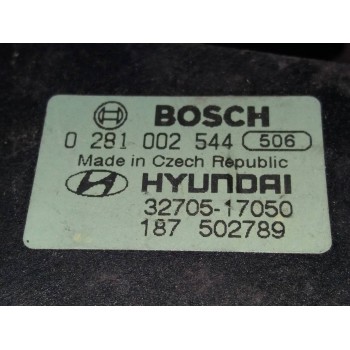 BOSCH
0 281 002 544 506
Made in Czech Republic
HYUNDAI
32705-17050
187 502789